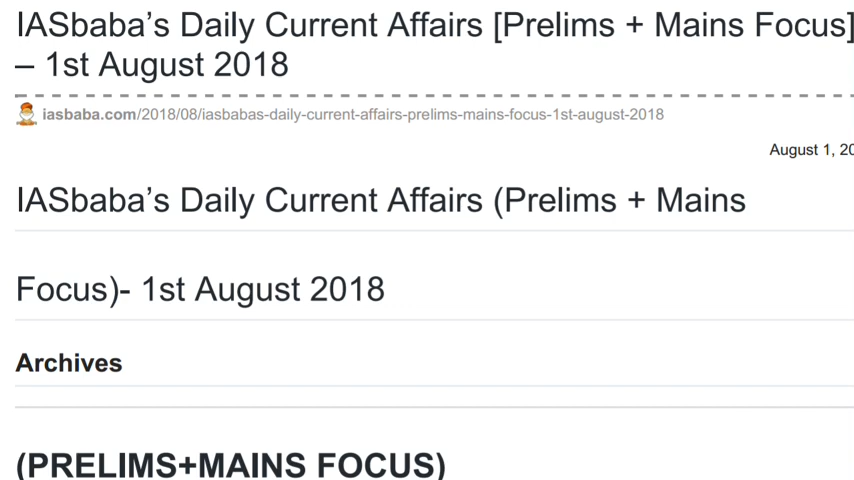 IASbaba’s Daily Current Affairs [Prelims + Mains Focus]
– 1st August 2018
iasbaba.com/2018/08/iasbabas-daily-current-affairs-prelims-mains-focus-1st-august-2018
August 1, 20
IASbaba’s Daily Current Affairs (Prelims + Mains
Focus)- 1st August 2018
Archives
(PRELIMS+MAINS FOCUS)